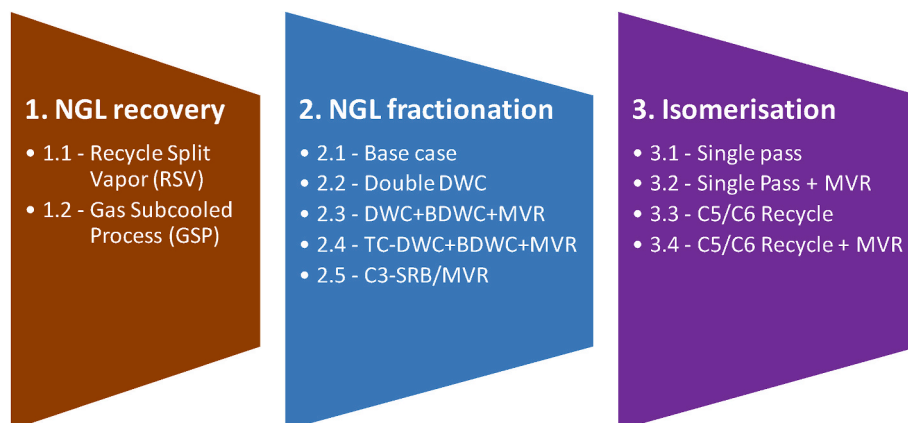 1. NGL recovery
• 1.1 - Recycle Split
Vapor (RSV)
• 1.2 - Gas Subcooled
Process (GSP)
2. NGL fractionation
• 2.1 - Base case
• 2.2 - Double DWC
• 2.3 - DWC+BDWC+MVR
• 2.4 - TC-DWC+BDWC+MVR
• 2.5 - C3-SRB/MVR
3. Isomerisation
• 3.1 - Single pass
• 3.2 - Single Pass + MVR
• 3.3 - C5/C6 Recycle
• 3.4 - C5/C6 Recycle + MVR